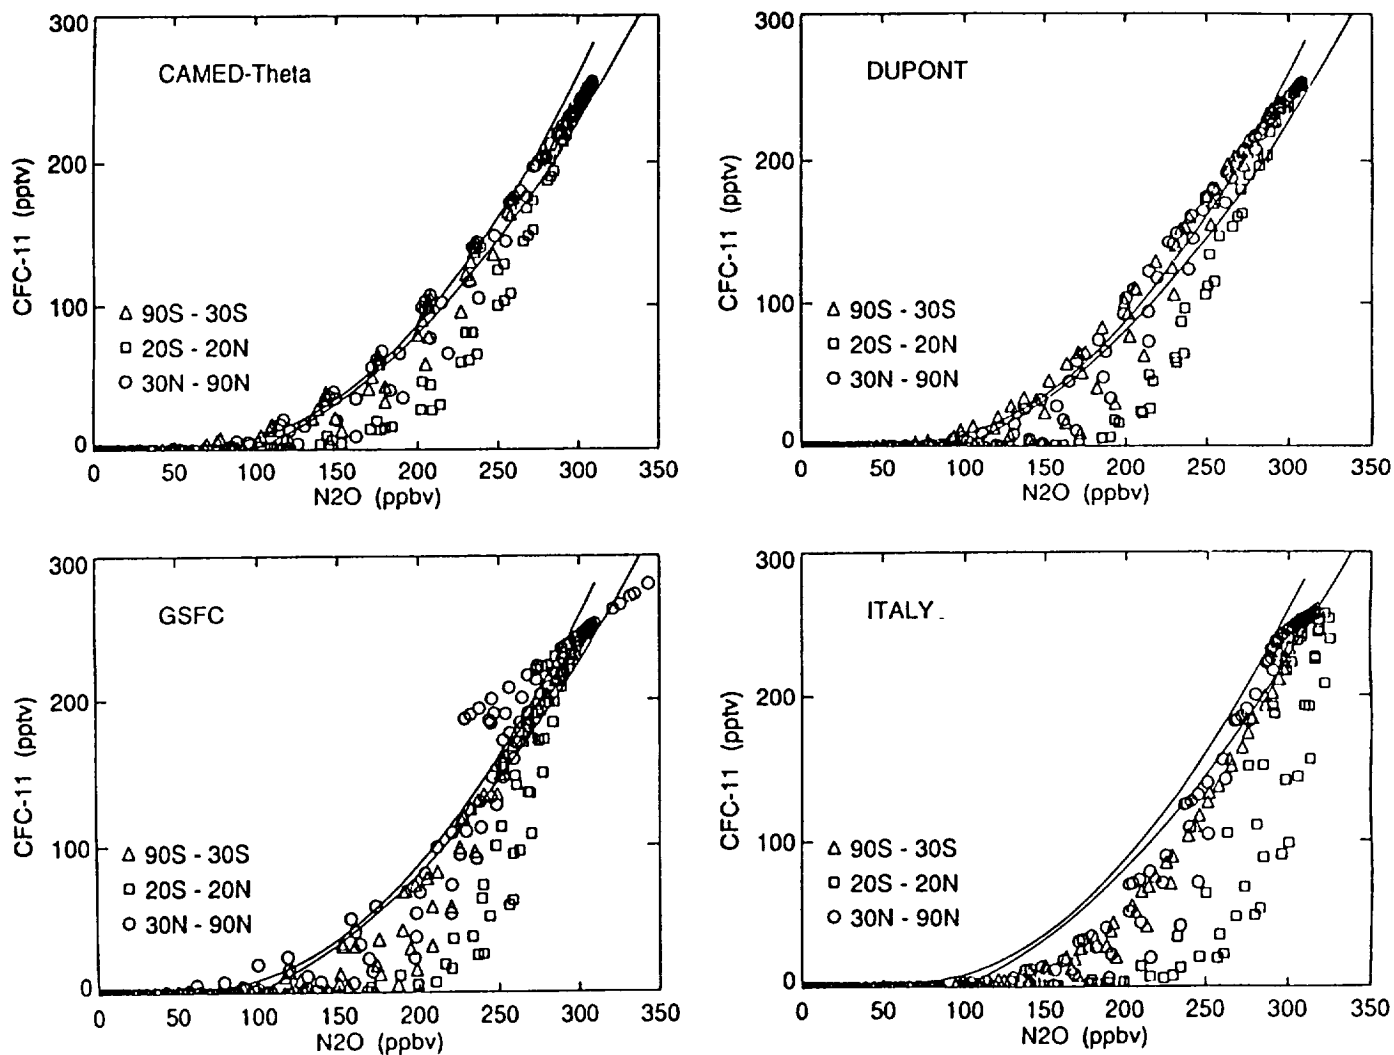 CAMED-Theta
300
200
100
0
CFC-11 (pptv)
90S - 30S
20S - 20N
30N - 90N
0 50 100 150 200 250 300 350
N2O (ppbv)
DUPONT
300
200
100
0
CFC-11 (pptv)
90S - 30S
20S - 20N
30N - 90N
0 50 100 150 200 250 300 350
N2O (ppbv)
GSFC
300
200
100
0
CFC-11 (pptv)
90S - 30S
20S - 20N
30N - 90N
0 50 100 150 200 250 300 350
N2O (ppbv)
ITALY
300
200
100
0
CFC-11 (pptv)
90S - 30S
20S - 20N
30N - 90N
0 50 100 150 200 250 300 350
N2O (ppbv)